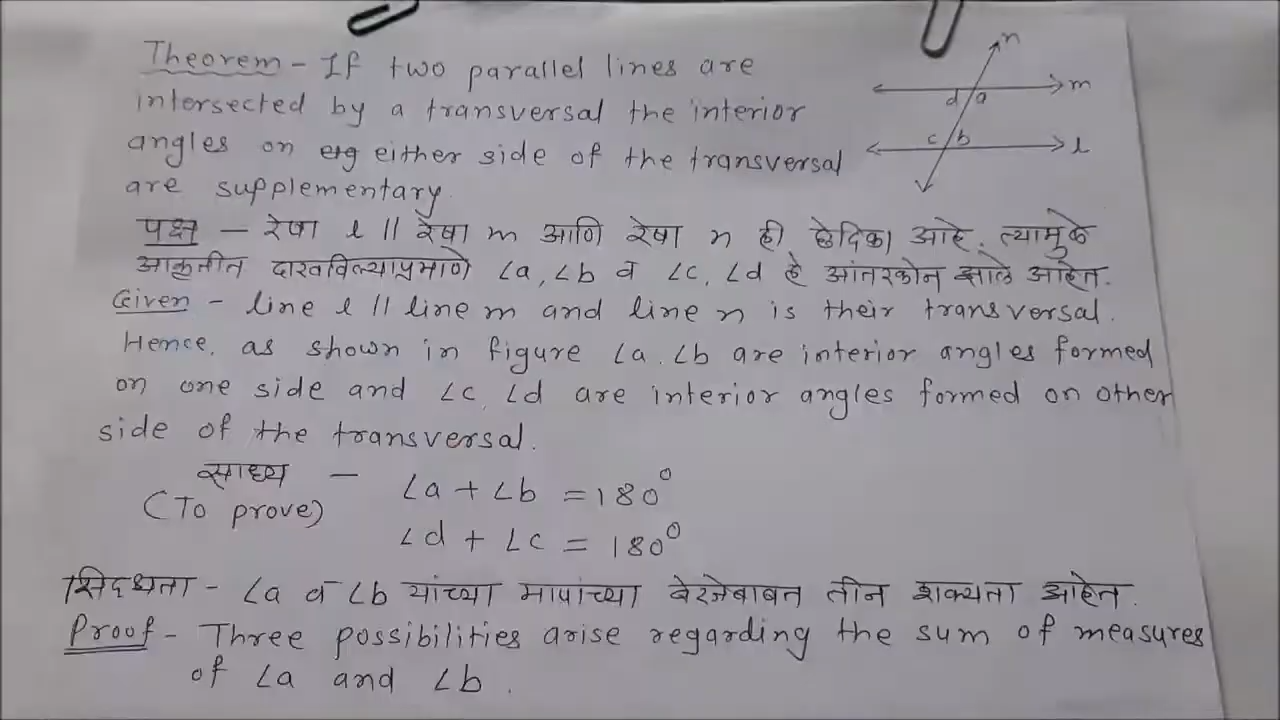 Theorem - If two parallel lines are
intersected by a transversal the interior
angles on either side of the transversal
are supplementary.
n
m
d a
c b
l
पक्ष - रेषा l || रेषा m आणि रेषा n ही छेदिका आहे. त्यामुळे
आकृतीत दाखविल्याप्रमाणे ∠a, ∠b व ∠c, ∠d हे आंतरकोन झाले आहेत.
Given - line l || line m and line n is their transversal.
Hence, as shown in figure ∠a. ∠b are interior angles formed
on one side and ∠c, ∠d are interior angles formed on other
side of the transversal.
साध्य -
(To prove)
∠a + ∠b = 180°
∠d + ∠c = 180°
सिद्धता - ∠a व ∠b यांच्या मापांच्या बेरजेबाबत तीन शक्यता आहेत.
Proof - Three possibilities arise regarding the sum of measures
of ∠a and ∠b.